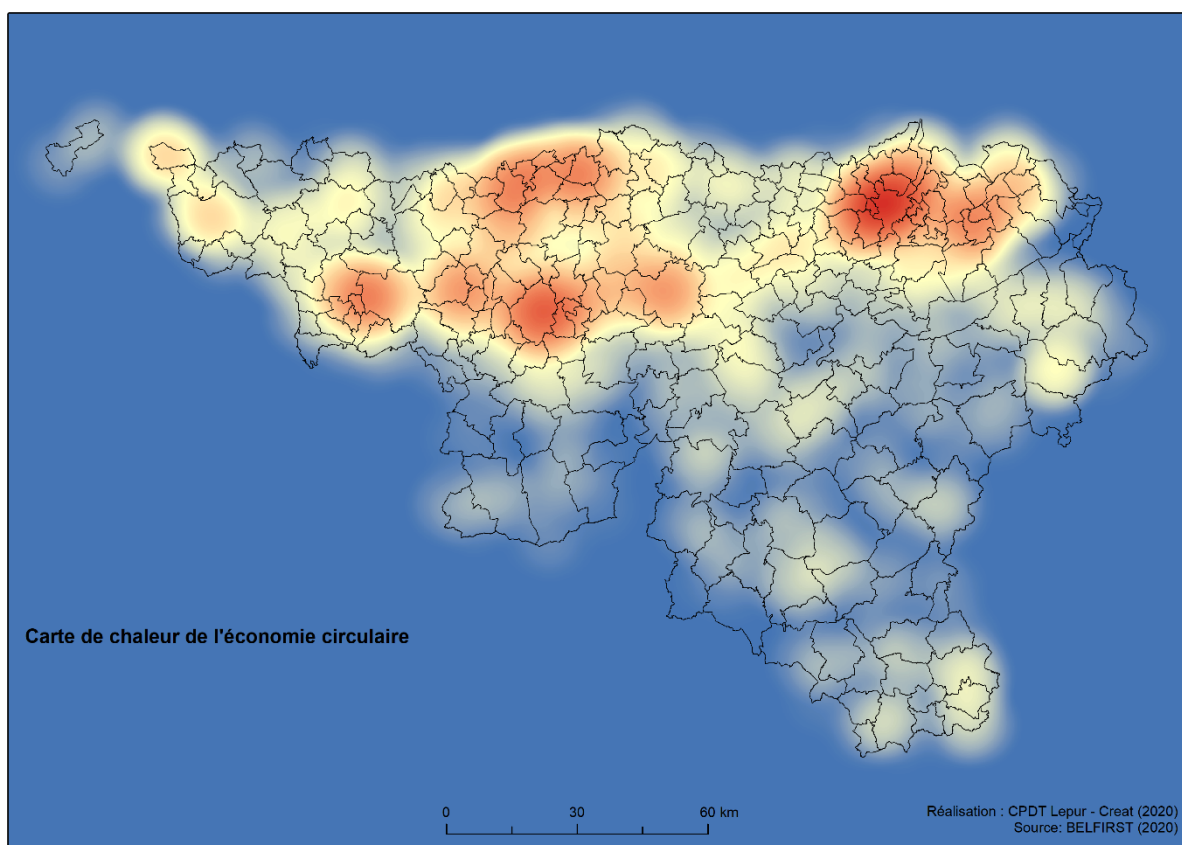 Carte de chaleur de l'économie circulaire
0 30 60 km
Réalisation : CPDT Lepur - Creat (2020)
Source: BELFIRST (2020)